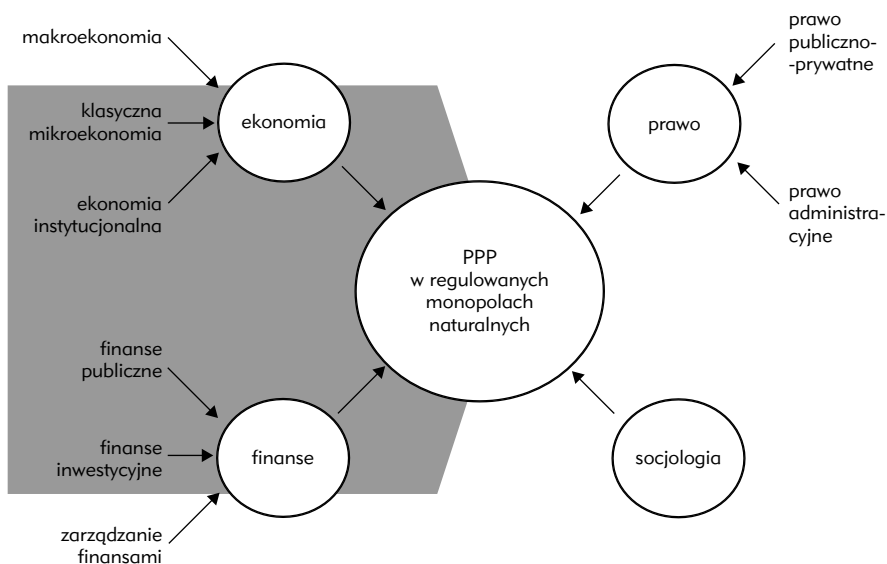 makroekonomia
klasyczna
mikroekonomia
ekonomia
instytucjonalna
ekonomia
prawo
publiczno-
-prywatne
prawo
prawo
administra-
cyjne
PPP
w regulowanych
monopolach
naturalnych
finanse
publiczne
finanse
inwestycyjne
zarządzanie
finansami
finanse
socjologia